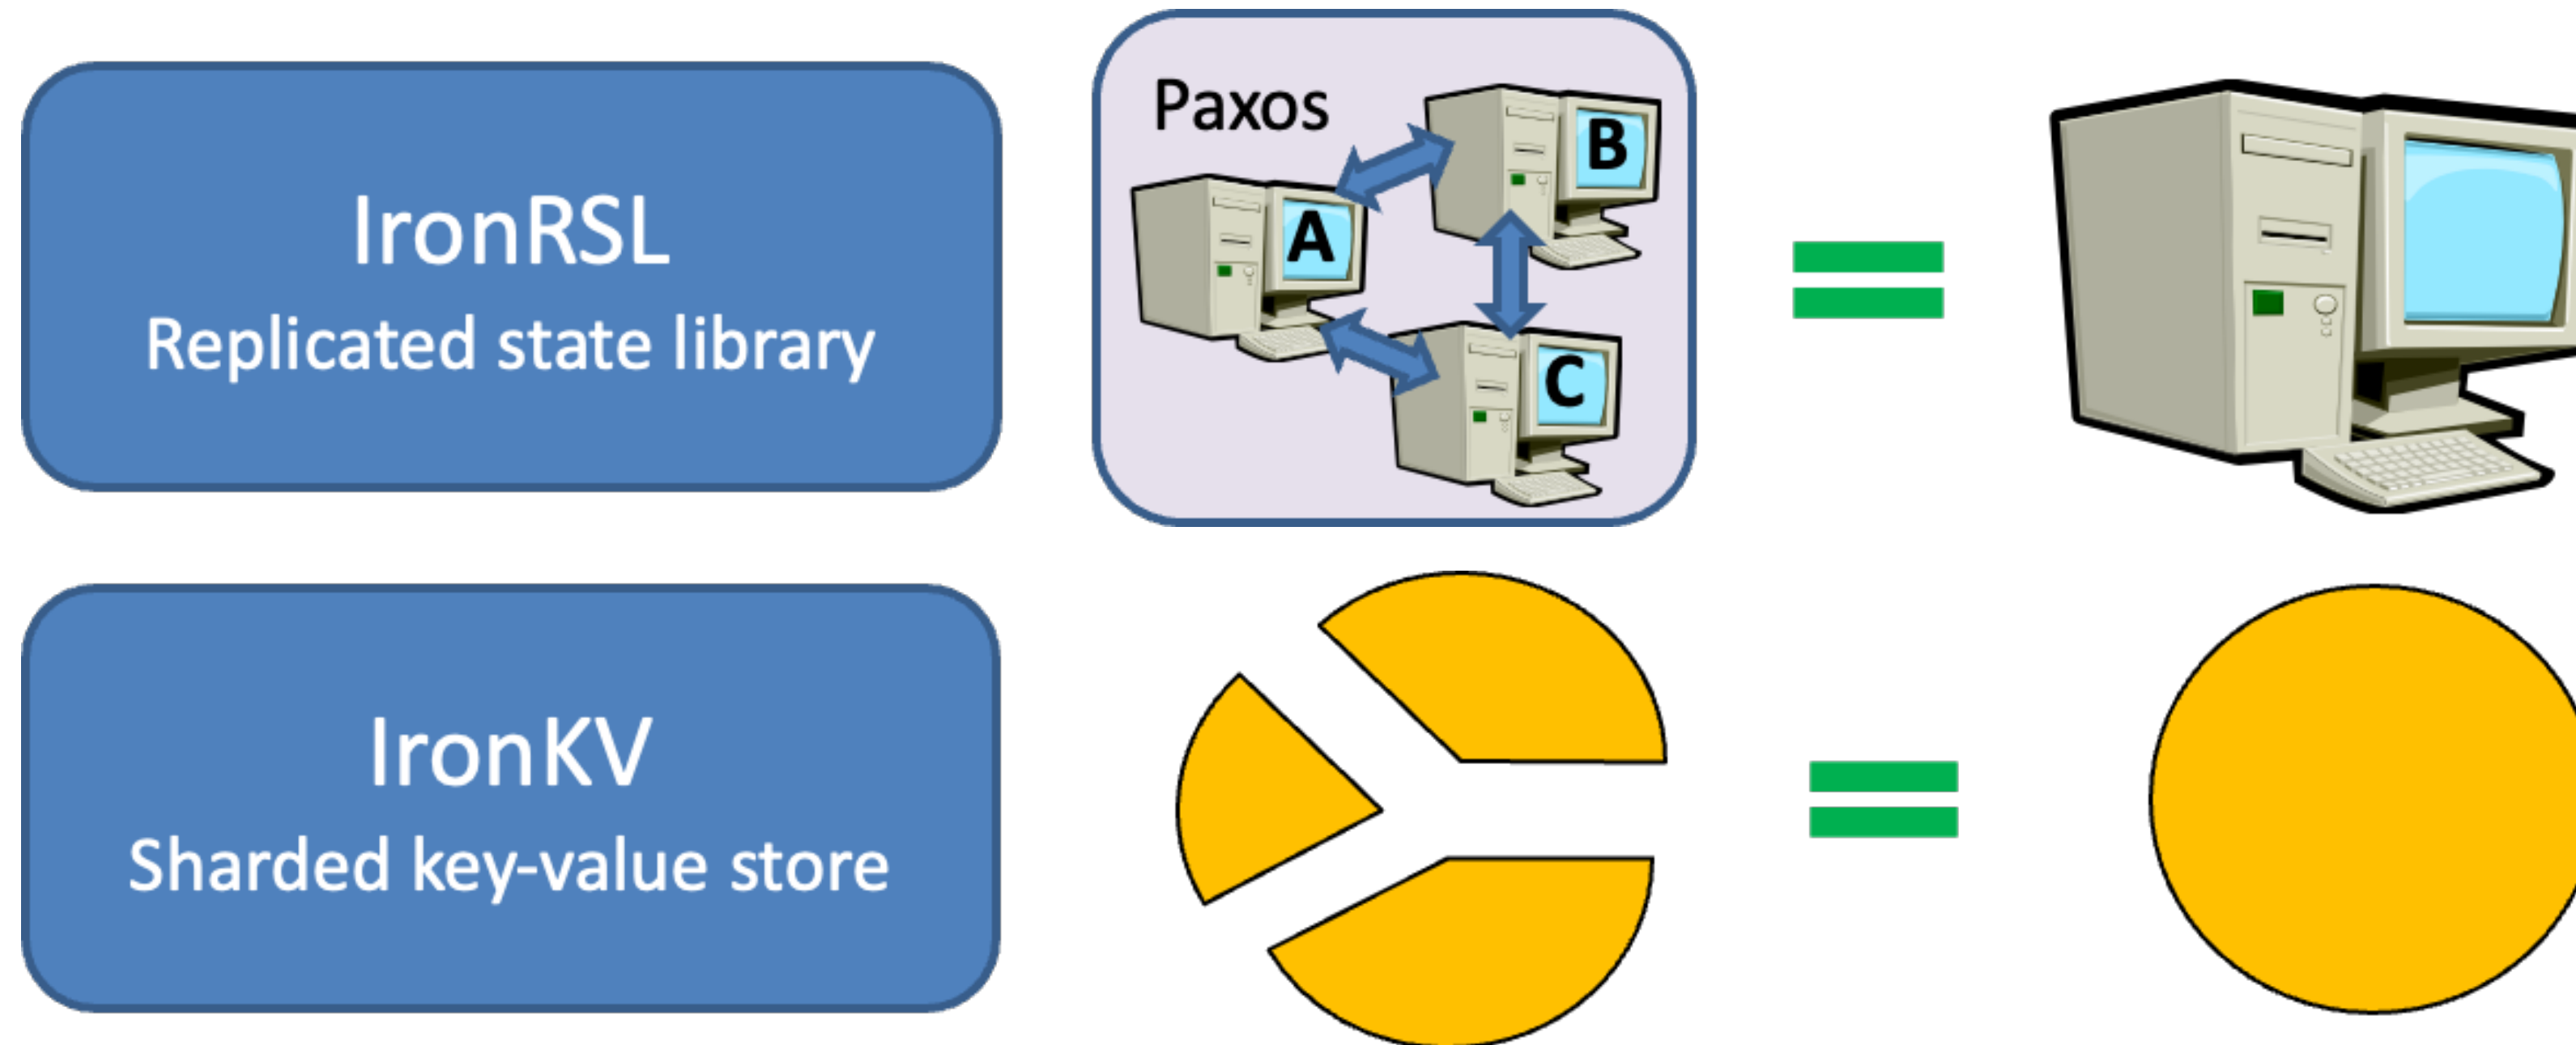 IronRSL
Replicated state library
Paxos
A
B
C
IronKV
Sharded key-value store